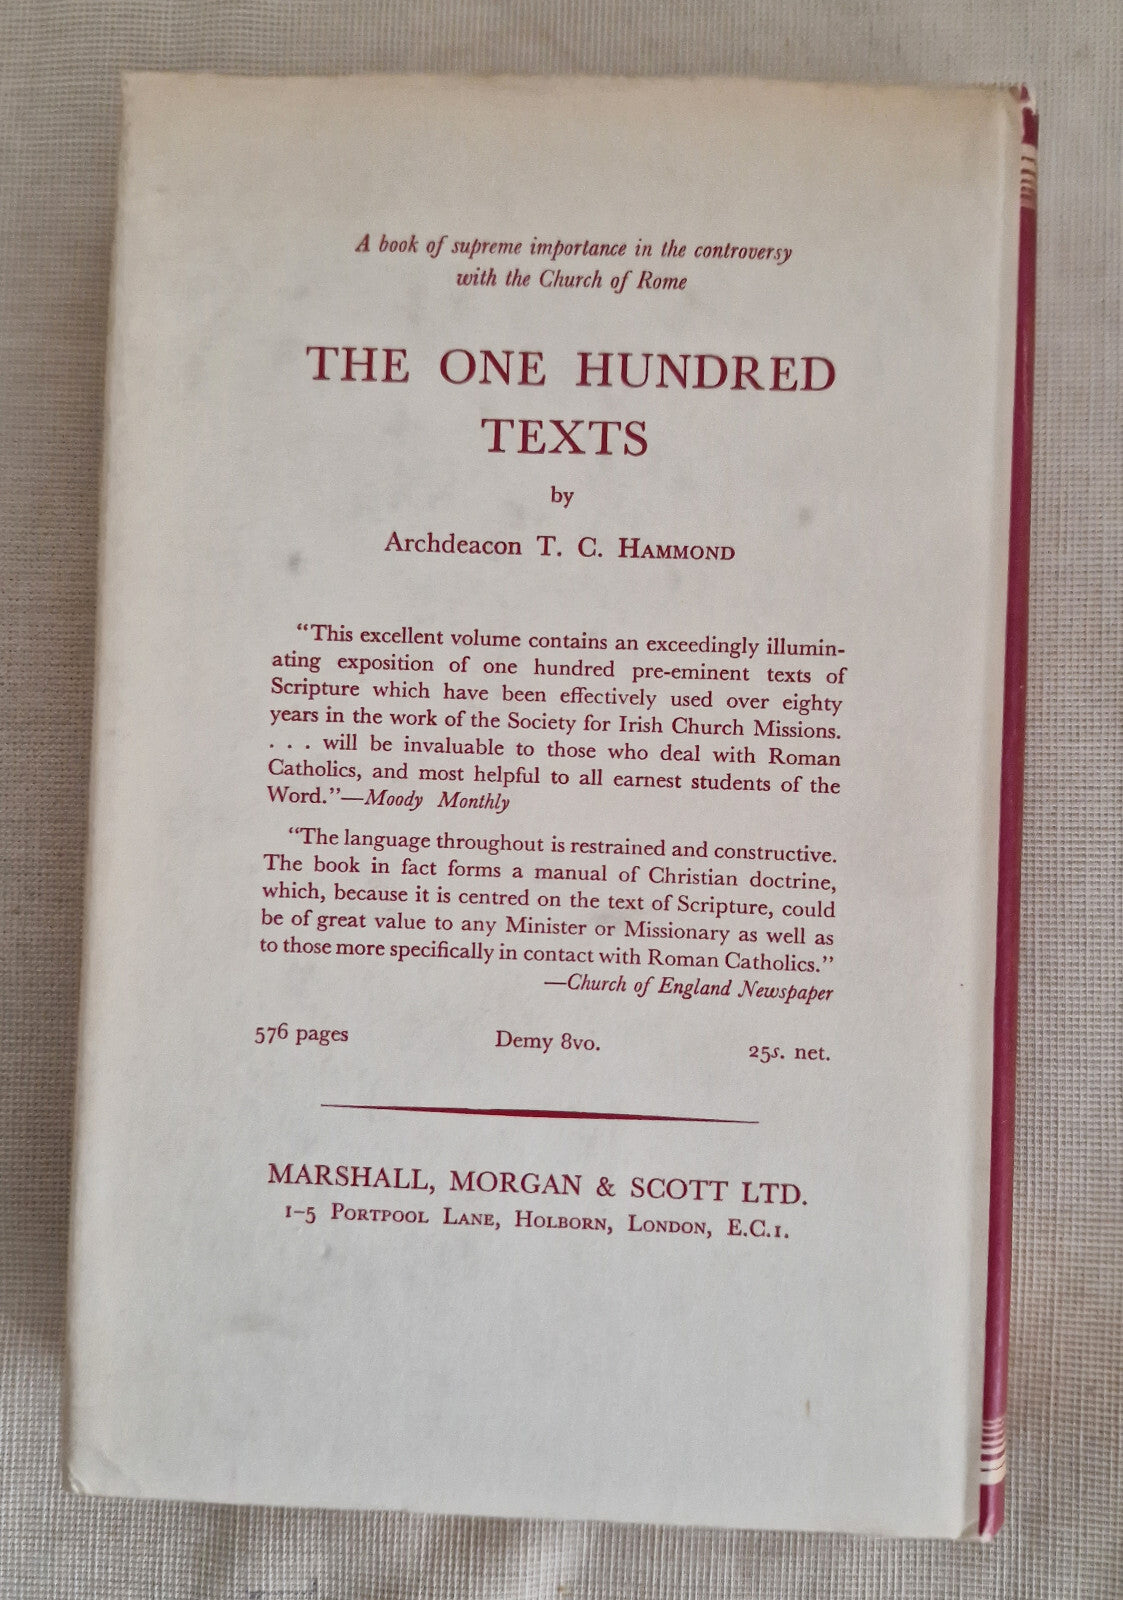 A book of supreme importance in the controversy
with the Church of Rome
THE ONE HUNDRED
TEXTS
by
Archdeacon T. C. HAMMOND
“This excellent volume contains an exceedingly illumin-
ating exposition of one hundred pre-eminent texts of
Scripture which have been effectively used over eighty
years in the work of the Society for Irish Church Missions.
. . . will be invaluable to those who deal with Roman
Catholics, and most helpful to all earnest students of the
Word.”—Moody Monthly
“The language throughout is restrained and constructive.
The book in fact forms a manual of Christian doctrine,
which, because it is centred on the text of Scripture, could
be of great value to any Minister or Missionary as well as
to those more specifically in contact with Roman Catholics.”
—Church of England Newspaper
576 pages Demy 8vo. 25s. net.
MARSHALL, MORGAN & SCOTT LTD.
1–5 PORTPOOL LANE, HOLBORN, LONDON, E.C.1.